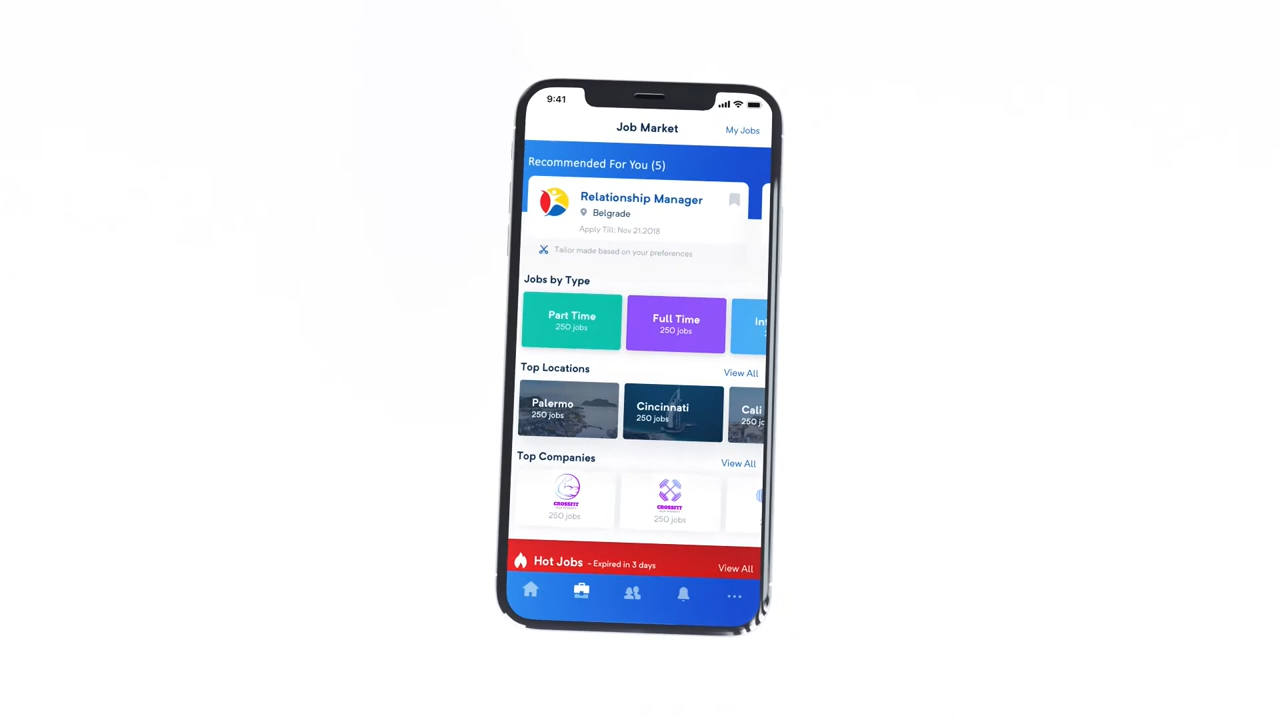 9:41
Job Market
My Jobs
Recommended For You (5)
Relationship Manager
Belgrade
Apply Till: Nov 21.2018
Tailor made based on your preferences
Jobs by Type
Part Time
250 jobs
Full Time
250 jobs
Top Locations
View All
Palermo
250 jobs
Cincinnati
250 jobs
Cali
250 jo
Top Companies
View All
CROSSFIT
250 jobs
CROSSFIT
250 jobs
Hot Jobs - Expired in 3 days
View All